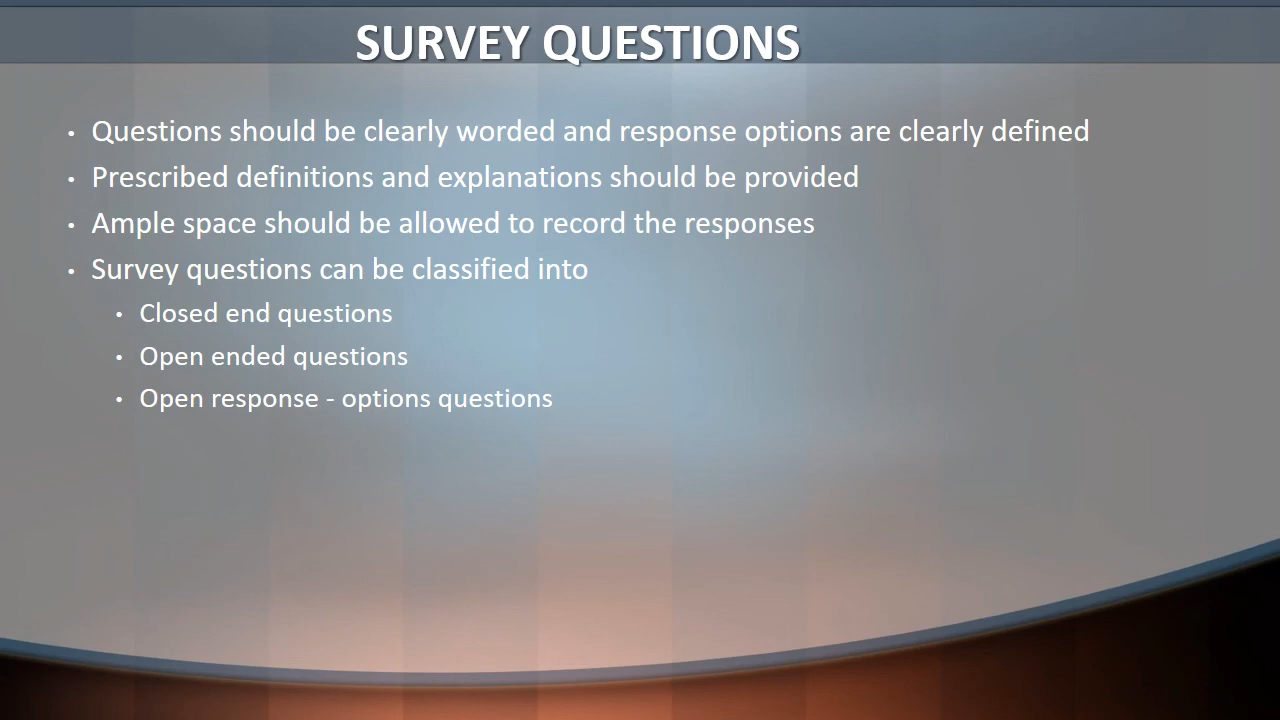 SURVEY QUESTIONS
• Questions should be clearly worded and response options are clearly defined
• Prescribed definitions and explanations should be provided
• Ample space should be allowed to record the responses
• Survey questions can be classified into
• Closed end questions
• Open ended questions
• Open response - options questions